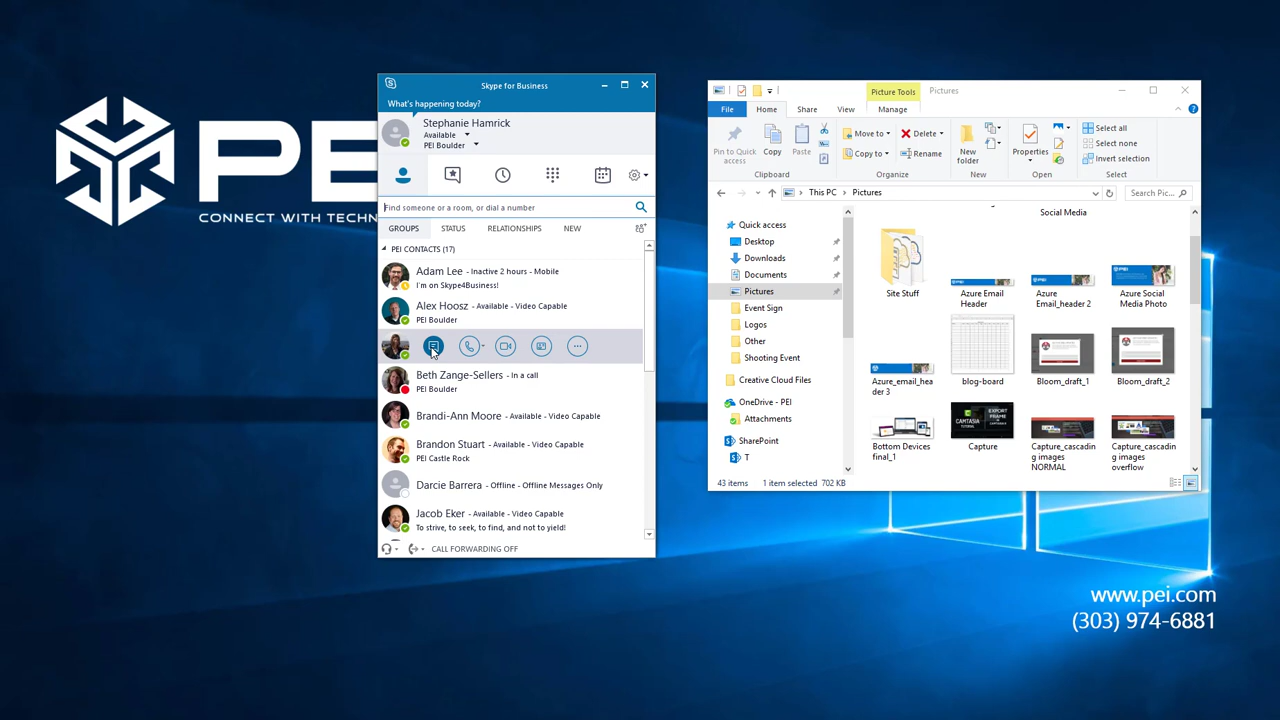 PEI
CONNECT WITH TECHN
Skype for Business
What's happening today?
Stephanie Hamrick
Available
PEI Boulder
Find someone or a room, or dial a number
GROUPS STATUS RELATIONSHIPS NEW
PEI CONTACTS (17)
Adam Lee - Inactive 2 hours - Mobile
I'm on Skype4Business!
Alex Hoosz - Available - Video Capable
PEI Boulder
Beth Zange-Sellers - In a call
PEI Boulder
Brandi-Ann Moore - Available - Video Capable
Brandon Stuart - Available - Video Capable
PEI Castle Rock
Darcie Barrera - Offline - Offline Messages Only
Jacob Eker - Available - Video Capable
To strive, to seek, to find, and not to yield!
CALL FORWARDING OFF
Picture Tools Pictures
File Home Share View Manage
Pin to Quick access
Copy
Paste
Clipboard
Move to
Copy to
Delete
Rename
Organize
New folder
New
Properties
Open
Select all
Select none
Invert selection
Select
This PC Pictures
Search Pic...
Quick access
Desktop
Downloads
Documents
Pictures
Event Sign
Logos
Other
Shooting Event
Creative Cloud Files
OneDrive - PEI
Attachments
SharePoint
T
Social Media
Site Stuff
Azure Email Header
Azure Email_header 2
Azure Social Media Photo
Azure_email_header 3
blog-board
Bloom_draft_1
Bloom_draft_2
Bottom Devices final_1
CAMTASIA
EXPORT FRAME
Capture
Capture_cascading images NORMAL
Capture_cascading images overflow
43 items 1 item selected 702 KB
www.pei.com
(303) 974-6881